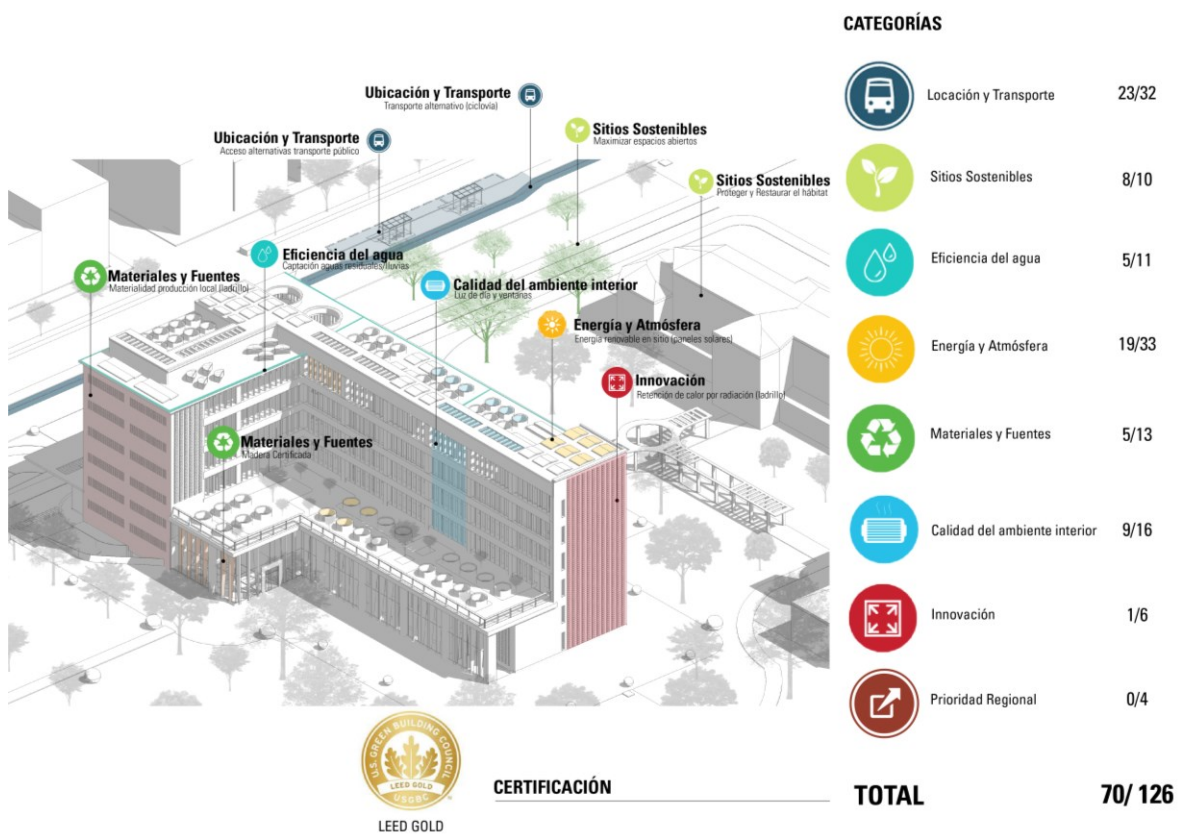 CATEGORÍAS
Locación y Transporte 23/32
Sitios Sostenibles 8/10
Eficiencia del agua 5/11
Energía y Atmósfera 19/33
Materiales y Fuentes 5/13
Calidad del ambiente interior 9/16
Innovación 1/6
Prioridad Regional 0/4
TOTAL 70/ 126
Ubicación y Transporte
Transporte alternativo (ciclovía)
Ubicación y Transporte
Acceso alternativas transporte público
Sitios Sostenibles
Maximizar espacios abiertos
Sitios Sostenibles
Proteger y Restaurar el hábitat
Eficiencia del agua
Captación aguas residuales/lluvias
Materiales y Fuentes
Materialidad producción local (ladrillo)
Calidad del ambiente interior
Luz de día y ventanas
Energía y Atmósfera
Energía renovable en sitio (paneles solares)
Innovación
Retención de calor por radiación (ladrillo)
Materiales y Fuentes
Madera Certificada
U.S. GREEN BUILDING COUNCIL
LEED GOLD
USGBC
LEED GOLD
CERTIFICACIÓN